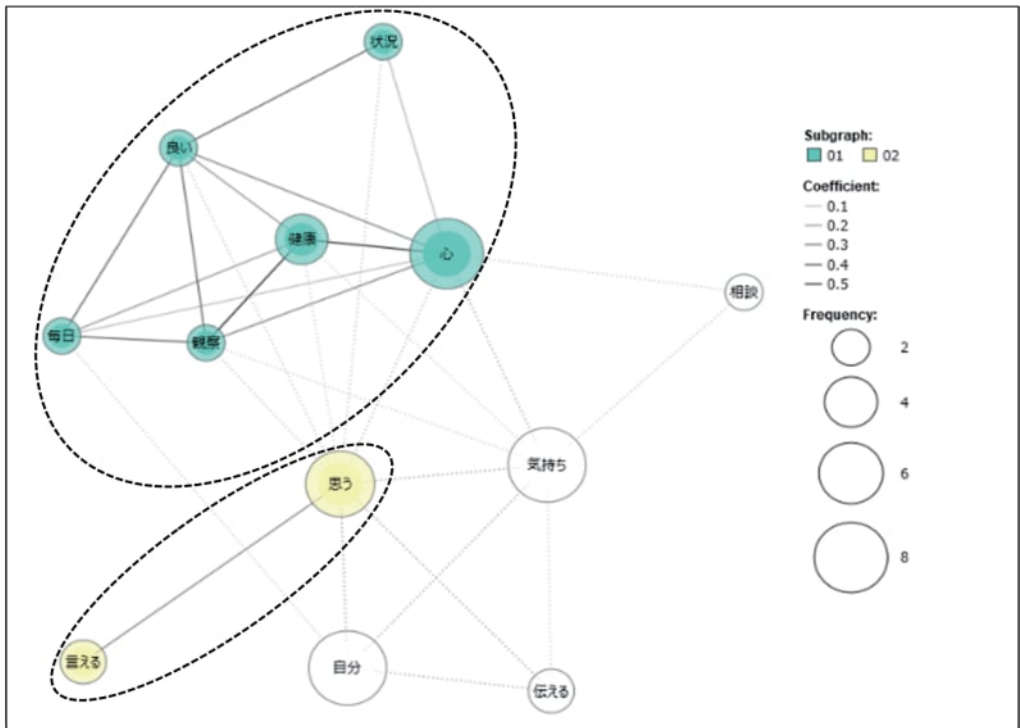 状況
良い
健康
心
毎日
観察
相談
思う
気持ち
言える
自分
伝える
Subgraph:
01 02
Coefficient:
0.1
0.2
0.3
0.4
0.5
Frequency:
2
4
6
8